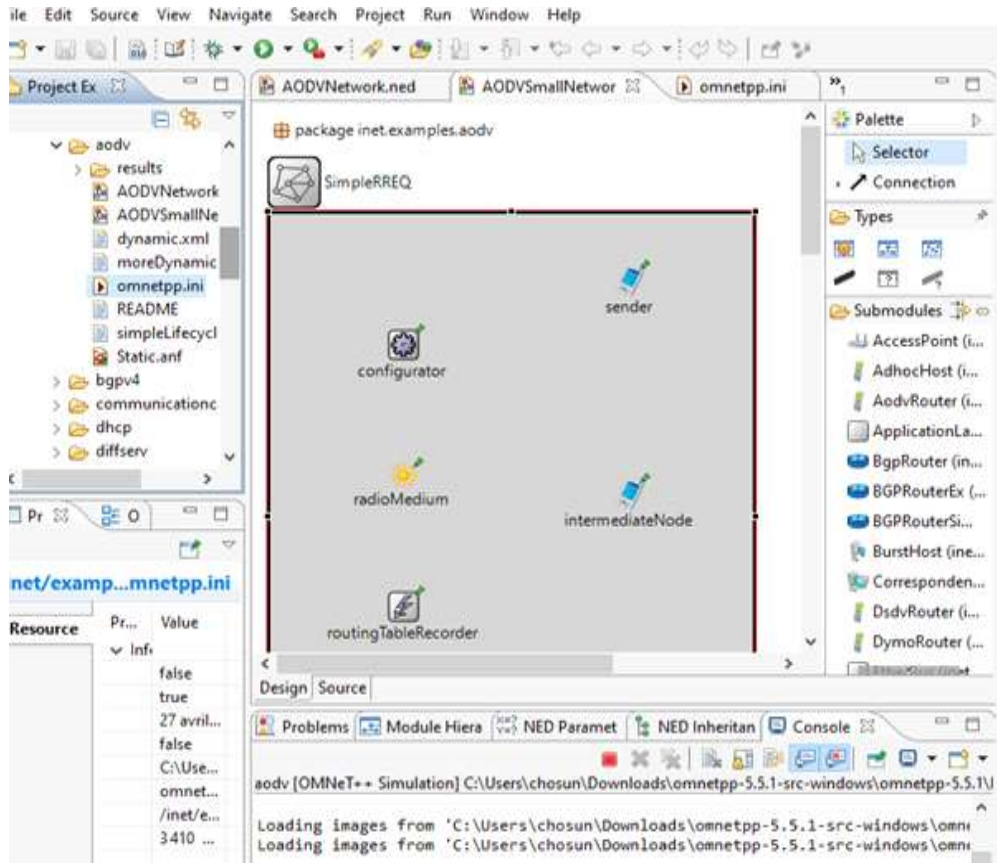 ile Edit Source View Navigate Search Project Run Window Help
Project Ex
aodv
results
AODVNetwork
AODVSmallNe
dynamic.xml
moreDynamic
omnetpp.ini
README
simpleLifecycl
Static.anf
bgpv4
communicationc
dhcp
diffserv
AODVNetwork.ned AODVSmallNetwor omnetpp.ini
package inet.examples.aodv
SimpleRREQ
sender
configurator
radioMedium
intermediateNode
routingTableRecorder
Design Source
Palette
Selector
Connection
Types
Submodules
AccessPoint (i...
AdhocHost (i...
AodvRouter (i...
ApplicationLa...
BgpRouter (in...
BGPRouterEx (...
BGPRouterSi...
BurstHost (ine...
Corresponden...
DsdvRouter (i...
DymoRouter (...
Pr O
net/examp...mnetpp.ini
Resource
Pr... Value
Inf
false
true
27 avril...
false
C:\Use...
omnet...
/inet/e...
3 410 ...
Problems Module Hiera NED Paramet NED Inheritan Console
aodv [OMNeT++ Simulation] C:\Users\chosun\Downloads\omnetpp-5.5.1-src-windows\omnetpp-5.5.1\
Loading images from 'C:\Users\chosun\Downloads\omnetpp-5.5.1-src-windows\omne
Loading images from 'C:\Users\chosun\Downloads\omnetpp-5.5.1-src-windows\omne